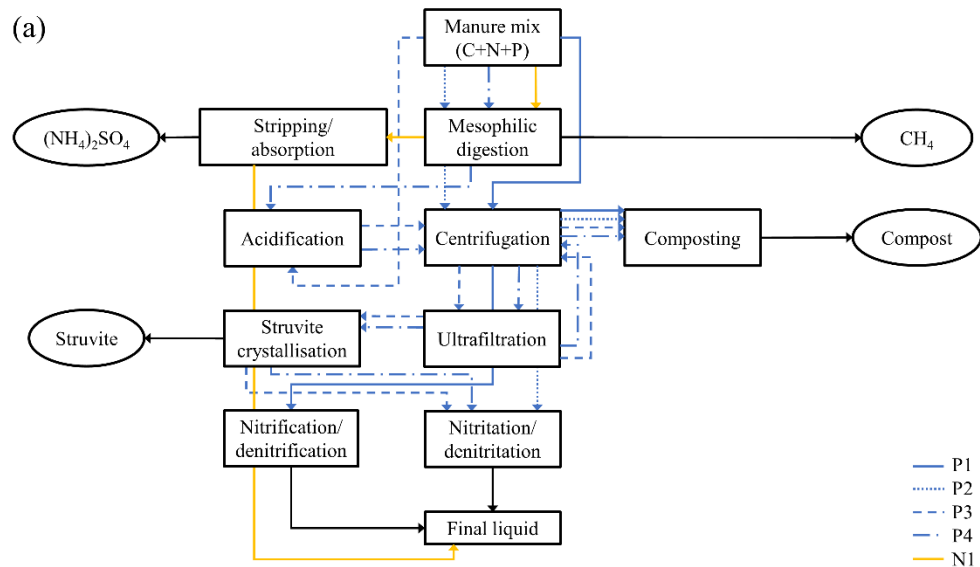 (a)
Manure mix
(C+N+P)
(NH4)2SO4
Stripping/
absorption
Mesophilic
digestion
CH4
Acidification
Centrifugation
Composting
Compost
Struvite
Struvite
crystallisation
Ultrafiltration
Nitrification/
denitrification
Nitritation/
denitritation
Final liquid
P1
P2
P3
P4
N1